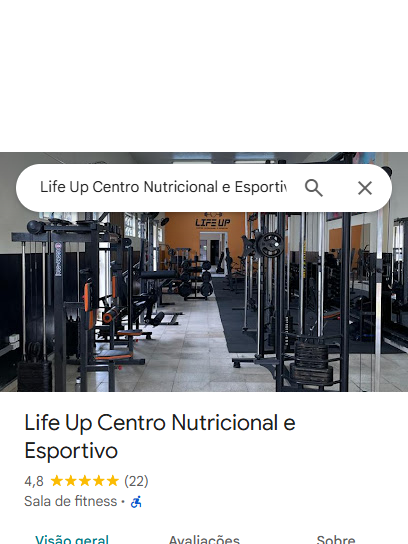 Life Up Centro Nutricional e Esportiv
LIFE UP
Life Up Centro Nutricional e
Esportivo
4,8 (22)
Sala de fitness ·
Visão geral Avaliações Sobre